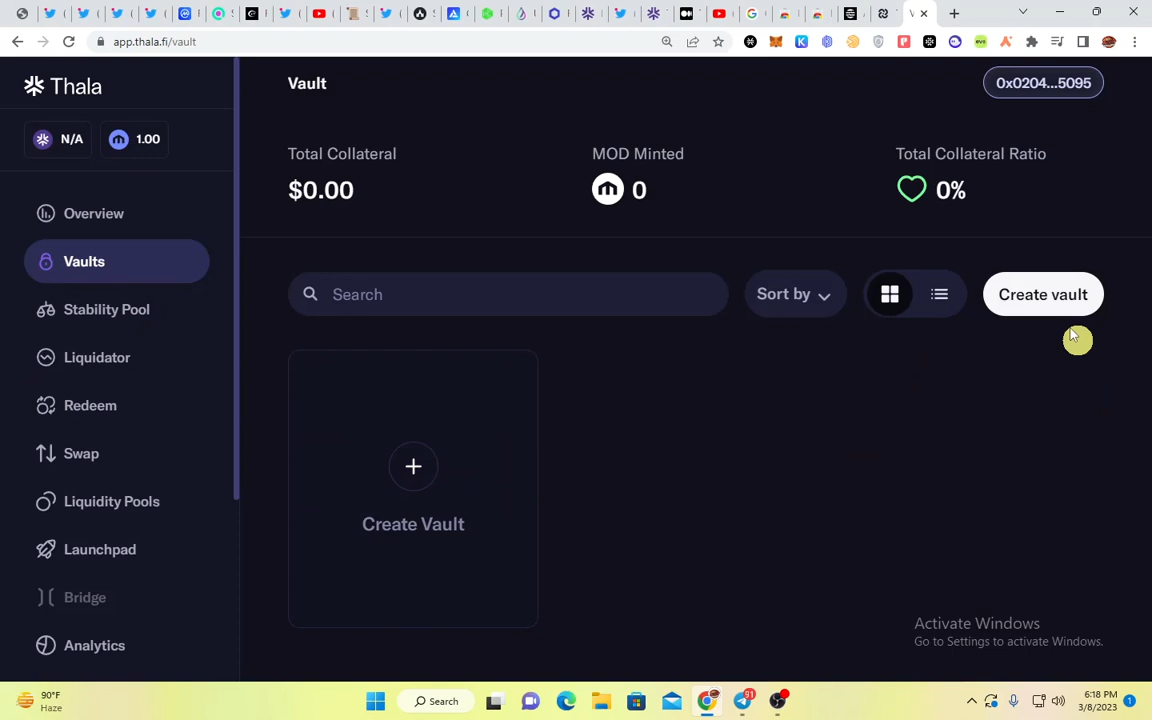 app.thala.fi/vault
Thala
N/A
1.00
Overview
Vaults
Stability Pool
Liquidator
Redeem
Swap
Liquidity Pools
Launchpad
Bridge
Analytics
Vault
0x0204...5095
Total Collateral
$0.00
MOD Minted
0
Total Collateral Ratio
0%
Search
Sort by
Create vault
Create Vault
Activate Windows
Go to Settings to activate Windows.
90°F
Haze
Search
91
6:18 PM
3/8/2023
1